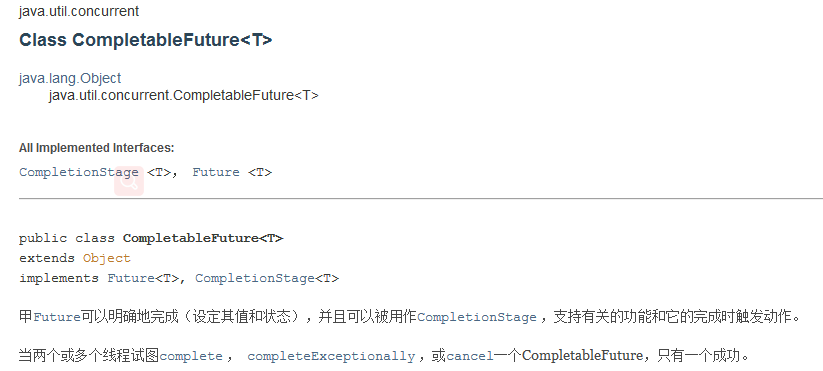 java.util.concurrent
Class CompletableFuture<T>
java.lang.Object
java.util.concurrent.CompletableFuture<T>
All Implemented Interfaces:
CompletionStage <T>， Future <T>
public class CompletableFuture<T>
extends Object
implements Future<T>, CompletionStage<T>
甲Future可以明确地完成（设定其值和状态），并且可以被用作CompletionStage ，支持有关的功能和它的完成时触发动作。
当两个或多个线程试图complete ， completeExceptionally ，或cancel一个CompletableFuture，只有一个成功。